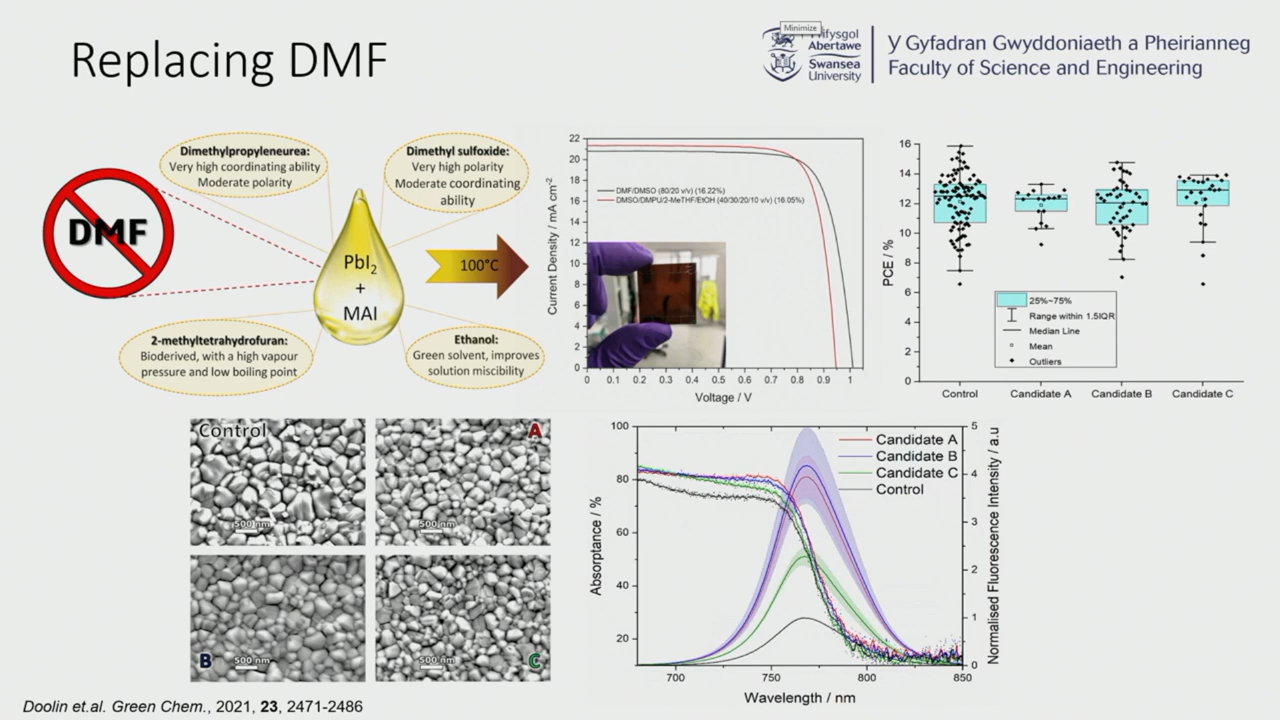 Replacing DMF
Minimize
Abertawe
Swansea
University
Y Gyfadran Gwyddoniaeth a Pheirianneg
Faculty of Science and Engineering
DMF
Dimethylpropyleneurea:
Very high coordinating ability
Moderate polarity
Dimethyl sulfoxide:
Very high polarity
Moderate coordinating
ability
PbI2
+
MAI
100°C
2-methyltetrahydrofuran:
Bioderived, with a high vapour
pressure and low boiling point
Ethanol:
Green solvent, improves
solution miscibility
Current Density / mA cm-2
22
20
18
16
14
12
10
8
6
4
2
0
DMF/DMSO (80/20 v/v) (16.22%)
DMSO/DMPU/2-MeTHF/EtOH (40/30/20/10 v/v) (16.05%)
0 0.1 0.2 0.3 0.4 0.5 0.6 0.7 0.8 0.9 1
Voltage / V
PCE / %
16
14
12
10
8
6
4
2
0
25%~75%
Range within 1.5IQR
Median Line
Mean
Outliers
Control Candidate A Candidate B Candidate C
Control
500 nm
A
500 nm
B
500 nm
C
500 nm
Absorptance / %
100
80
60
40
20
Candidate A
Candidate B
Candidate C
Control
5
4
3
2
1
0
Normalised Fluorescence Intensity / a.u
700 750 800 850
Wavelength / nm
Doolin et.al. Green Chem., 2021, 23, 2471-2486